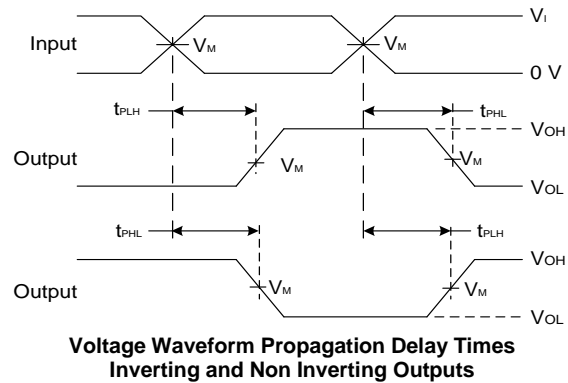 VI
Input VM VM
0 V
tPLH tPHL
VOH
Output VM VM
VOL
tPHL tPLH
VOH
Output VM VM
VOL
Voltage Waveform Propagation Delay Times
Inverting and Non Inverting Outputs